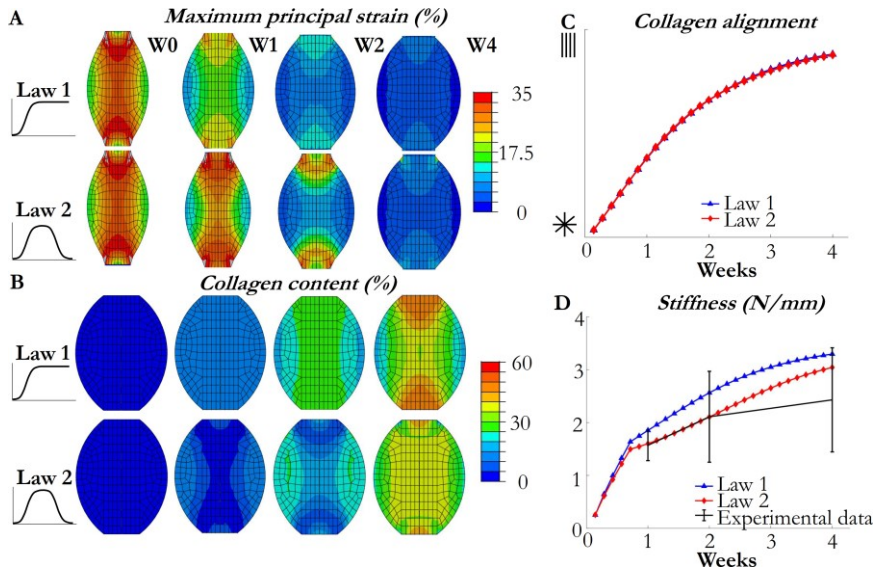 A
Maximum principal strain (%)
W0
W1
W2
W4
Law 1
Law 2
35
17.5
0
B
Collagen content (%)
Law 1
Law 2
60
30
0
C
Collagen alignment
Law 1
Law 2
0
1
2
3
4
Weeks
D
Stiffness (N/mm)
4
3
2
1
0
Law 1
Law 2
Experimental data
0
1
2
3
4
Weeks